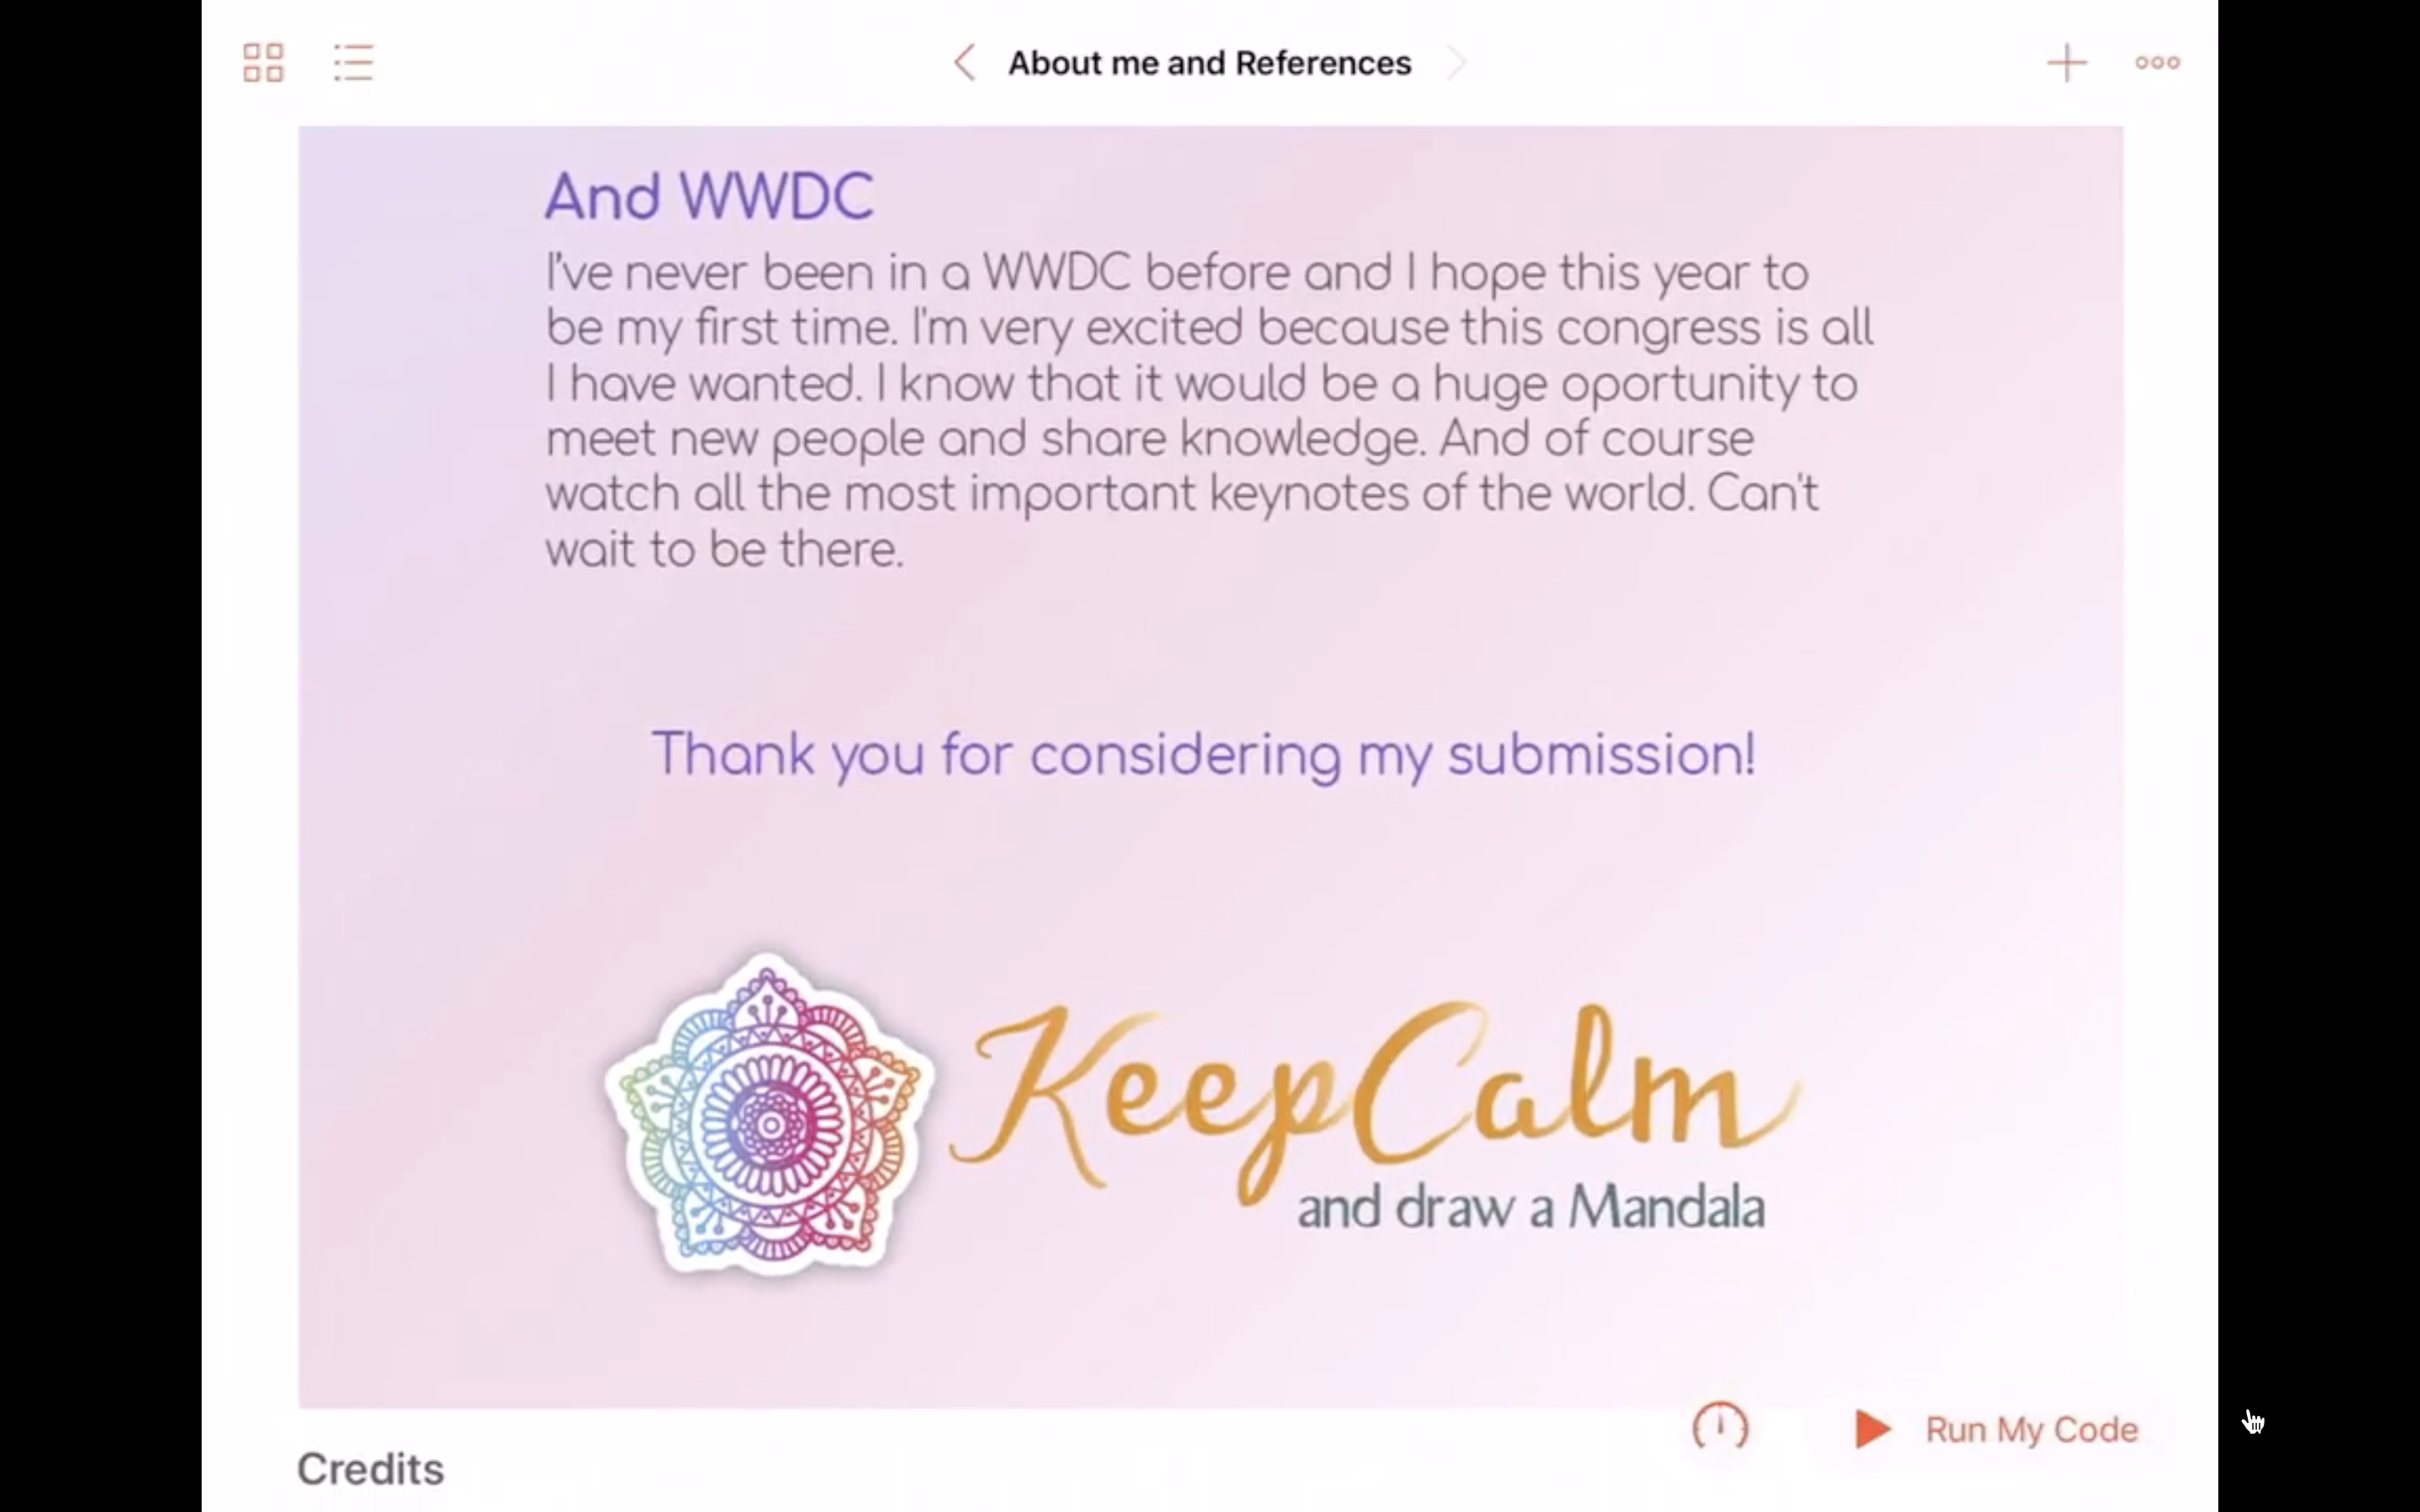 About me and References
And WWDC
I've never been in a WWDC before and I hope this year to
be my first time. I'm very excited because this congress is all
I have wanted. I know that it would be a huge oportunity to
meet new people and share knowledge. And of course
watch all the most important keynotes of the world. Can't
wait to be there.
Thank you for considering my submission!
KeepCalm
and draw a Mandala
Run My Code
Credits